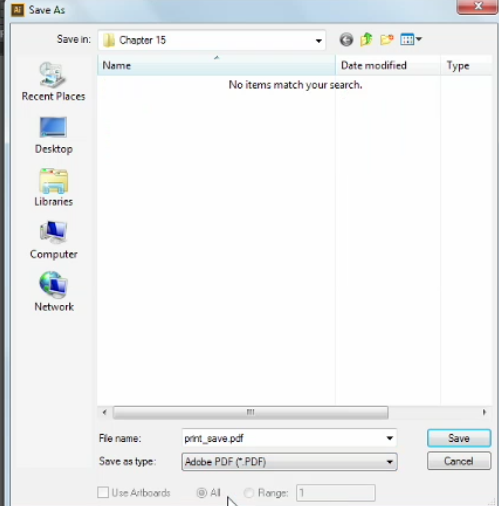 Ai Save As
Save in: Chapter 15
Name Date modified Type
No items match your search.
Recent Places
Desktop
Libraries
Computer
Network
File name: print_save.pdf Save
Save as type: Adobe PDF (*.PDF) Cancel
Use Artboards All Range: 1